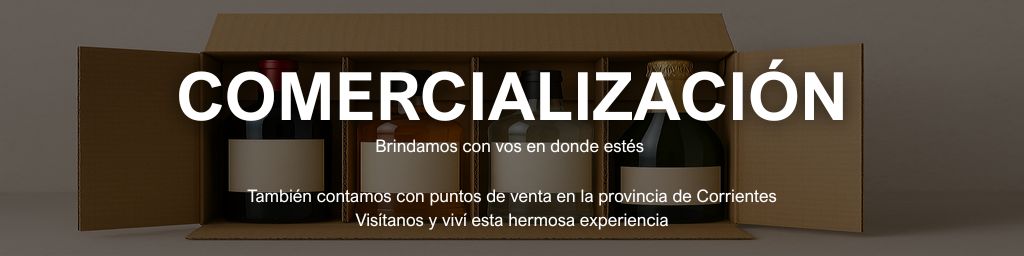 COMERCIALIZACIÓN
Brindamos con vos en donde estés
También contamos con puntos de venta en la provincia de Corrientes
Visítanos y viví esta hermosa experiencia